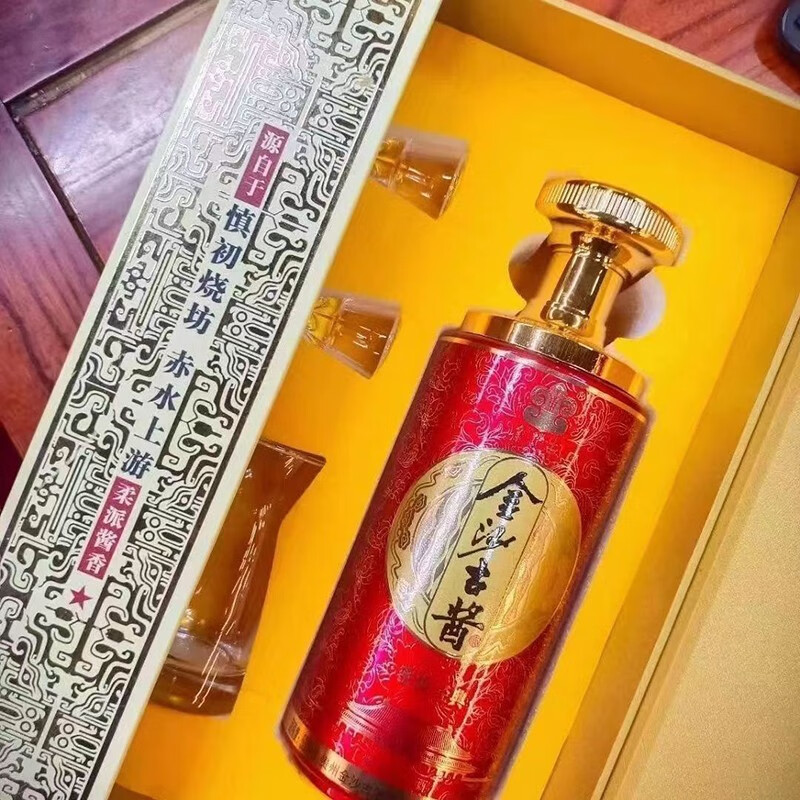 源自于
慎初烧坊 赤水上游
柔派酱香
金沙古酱